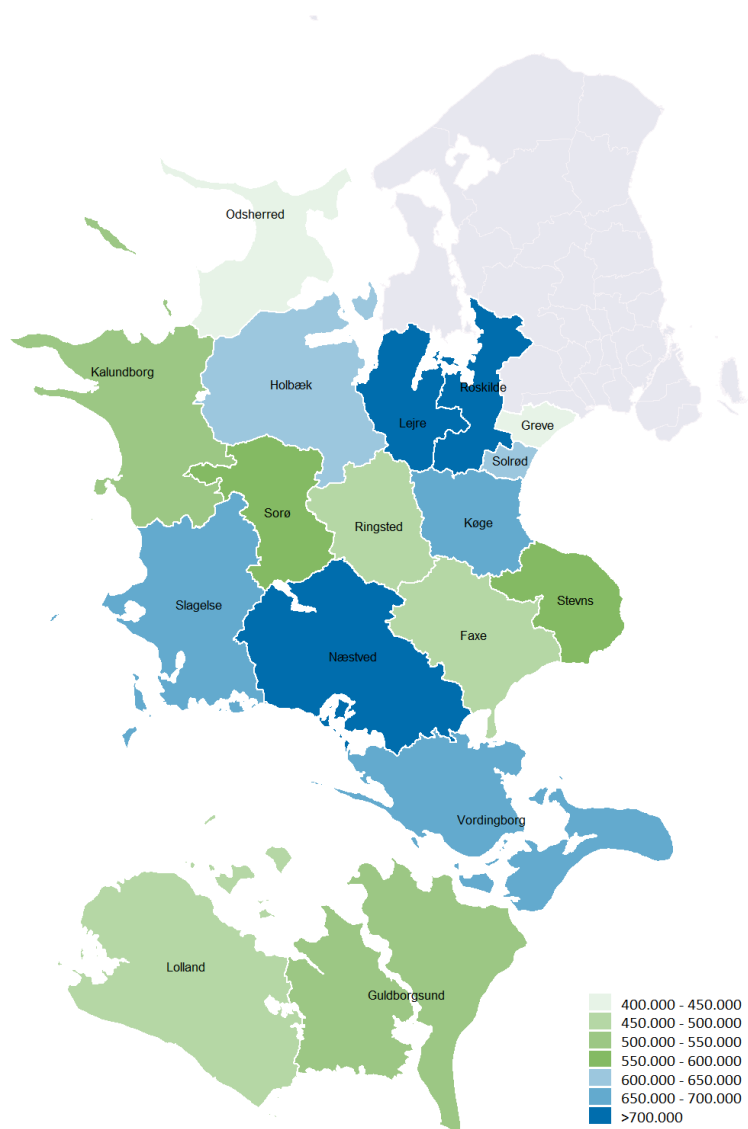 Odsherred
Kalundborg
Holbæk
Roskilde
Lejre
Greve
Solrød
Sorø
Ringsted
Køge
Slagelse
Stevns
Faxe
Næstved
Vordingborg
Lolland
Guldborgsund
400.000 - 450.000
450.000 - 500.000
500.000 - 550.000
550.000 - 600.000
600.000 - 650.000
650.000 - 700.000
>700.000